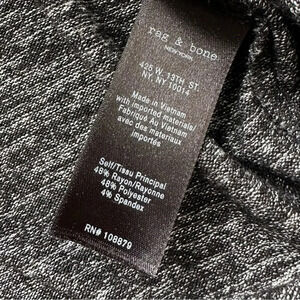 rag & bone
NEW YORK
425 W. 13TH ST.
NY, NY 10014
Made in Vietnam
with imported materials/
Fabriqué Au Vietnam
avec des matériaux
importés
Self/Tissu Principal
48% Rayon/Rayonne
48% Polyester
4% Spandex
RN# 108879